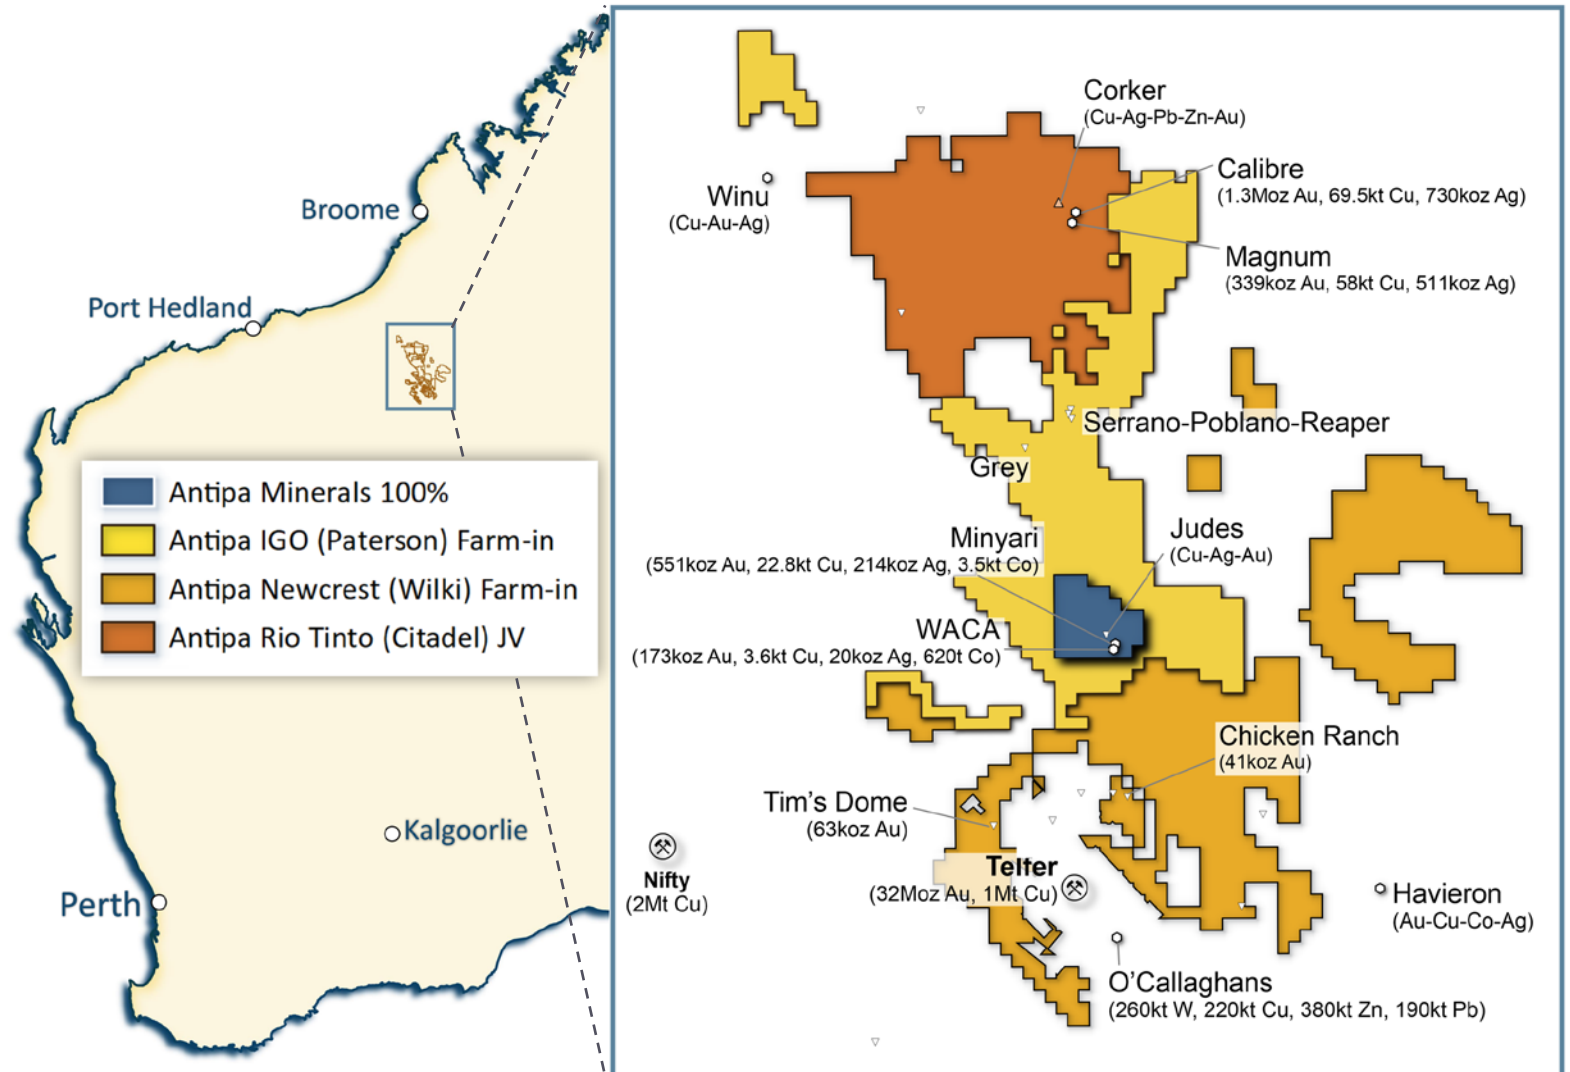 Broome
Port Hedland
Antipa Minerals 100%
Antipa IGO (Paterson) Farm-in
Antipa Newcrest (Wilki) Farm-in
Antipa Rio Tinto (Citadel) JV
Kalgoorlie
Perth
Corker
(Cu-Ag-Pb-Zn-Au)
Calibre
(1.3Moz Au, 69.5kt Cu, 730koz Ag)
Winu
(Cu-Au-Ag)
Magnum
(339koz Au, 58kt Cu, 511koz Ag)
Serrano-Poblano-Reaper
Grey
Minyari
(551koz Au, 22.8kt Cu, 214koz Ag, 3.5kt Co)
Judes
(Cu-Ag-Au)
WACA
(173koz Au, 3.6kt Cu, 20koz Ag, 620t Co)
Chicken Ranch
(41koz Au)
Tim's Dome
(63koz Au)
Nifty
(2Mt Cu)
Telfer
(32Moz Au, 1Mt Cu)
Havieron
(Au-Cu-Co-Ag)
O'Callaghans
(260kt W, 220kt Cu, 380kt Zn, 190kt Pb)